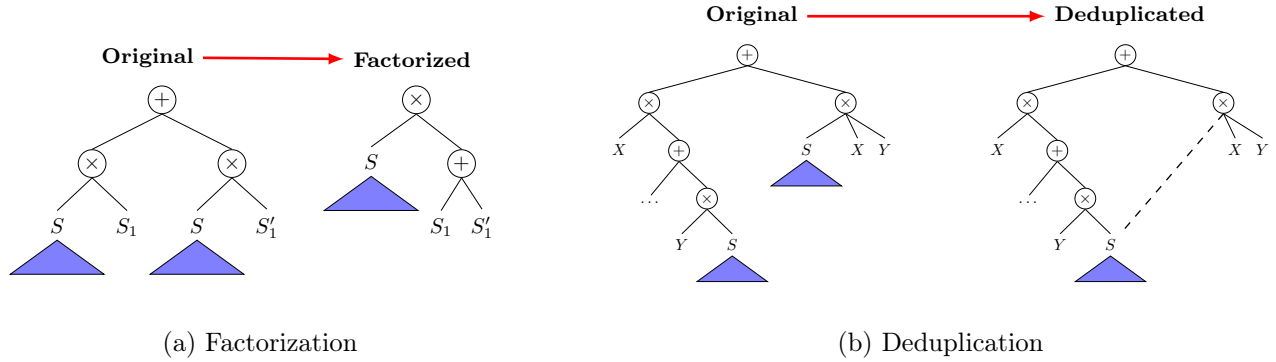 Original Factorized
+ ×
× × S +
S S₁ S S′₁ S₁ S′₁
(a) Factorization
Original Deduplicated
+ +
× × × ×
X + S X Y X + X Y
... × ... ×
Y S Y S
(b) Deduplication